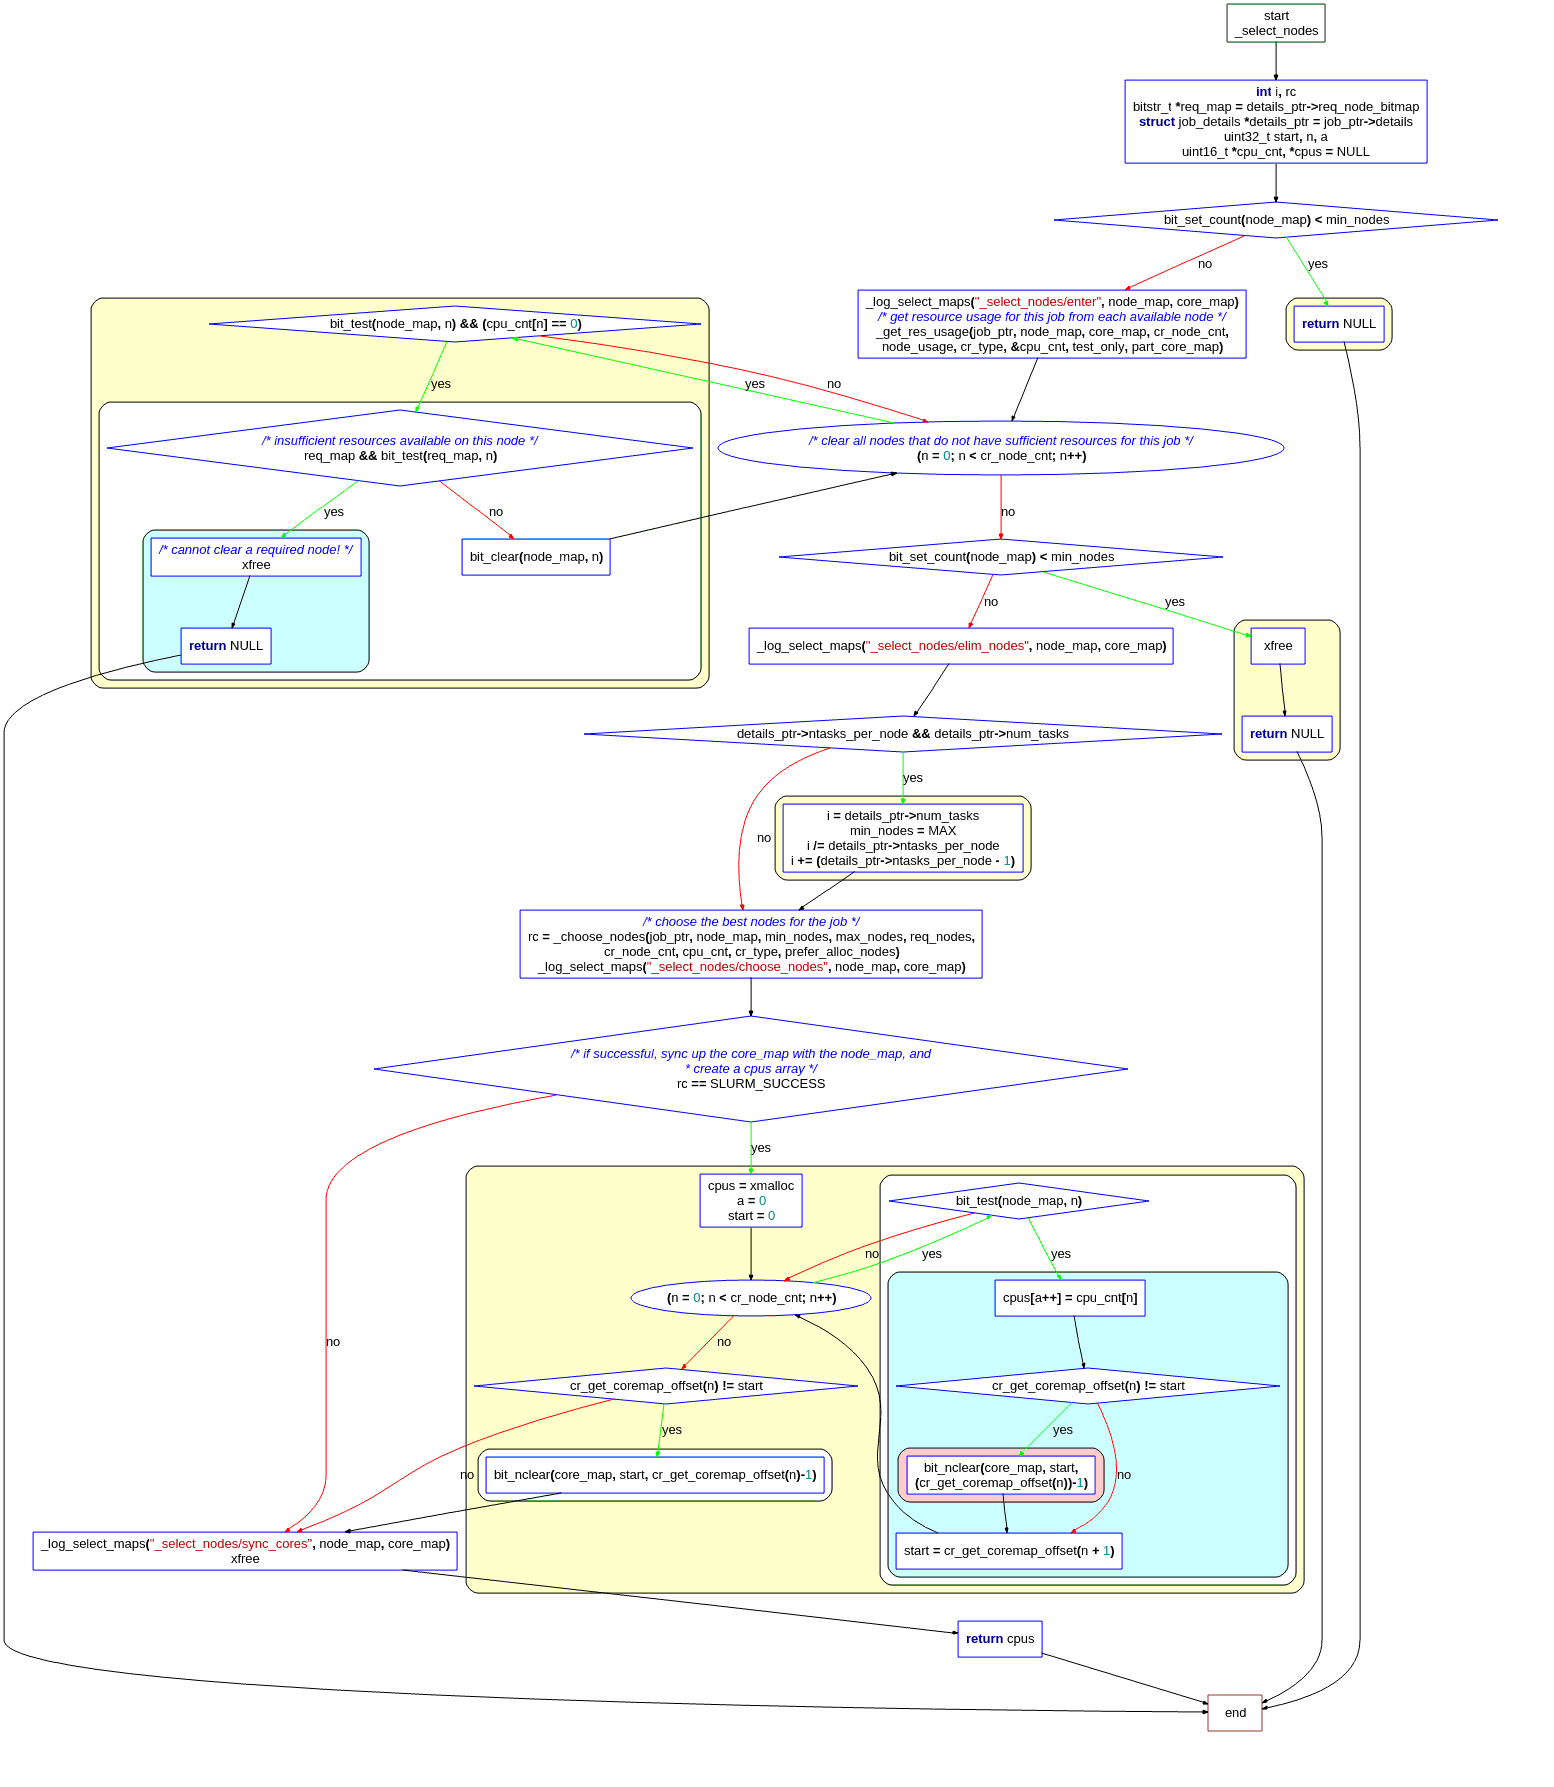 start
_select_nodes
int i, rc
bitstr_t *req_map = details_ptr->req_node_bitmap
struct job_details *details_ptr = job_ptr->details
uint32_t start, n, a
uint16_t *cpu_cnt, *cpus = NULL
bit_set_count(node_map) < min_nodes
no
yes
_log_select_maps("_select_nodes/enter", node_map, core_map)
/* get resource usage for this job from each available node */
_get_res_usage(job_ptr, node_map, core_map, cr_node_cnt,
node_usage, cr_type, &cpu_cnt, test_only, part_core_map)
return NULL
bit_test(node_map, n) && (cpu_cnt[n] == 0)
yes
yes
no
/* clear all nodes that do not have sufficient resources for this job */
(n = 0; n < cr_node_cnt; n++)
/* insufficient resources available on this node */
req_map && bit_test(req_map, n)
yes
no
no
/* cannot clear a required node! */
xfree
bit_clear(node_map, n)
bit_set_count(node_map) < min_nodes
no
yes
return NULL
_log_select_maps("_select_nodes/elim_nodes", node_map, core_map)
xfree
details_ptr->ntasks_per_node && details_ptr->num_tasks
return NULL
yes
no
i = details_ptr->num_tasks
min_nodes = MAX
i /= details_ptr->ntasks_per_node
i += (details_ptr->ntasks_per_node - 1)
/* choose the best nodes for the job */
rc = _choose_nodes(job_ptr, node_map, min_nodes, max_nodes, req_nodes,
cr_node_cnt, cpu_cnt, cr_type, prefer_alloc_nodes)
_log_select_maps("_select_nodes/choose_nodes", node_map, core_map)
/* if successful, sync up the core_map with the node_map, and
* create a cpus array */
rc == SLURM_SUCCESS
yes
no
cpus = xmalloc
a = 0
start = 0
bit_test(node_map, n)
no
yes
yes
(n = 0; n < cr_node_cnt; n++)
cpus[a++] = cpu_cnt[n]
no
cr_get_coremap_offset(n) != start
cr_get_coremap_offset(n) != start
yes
yes
no
no
bit_nclear(core_map, start, cr_get_coremap_offset(n)-1)
bit_nclear(core_map, start,
(cr_get_coremap_offset(n))-1)
_log_select_maps("_select_nodes/sync_cores", node_map, core_map)
xfree
start = cr_get_coremap_offset(n + 1)
return cpus
end